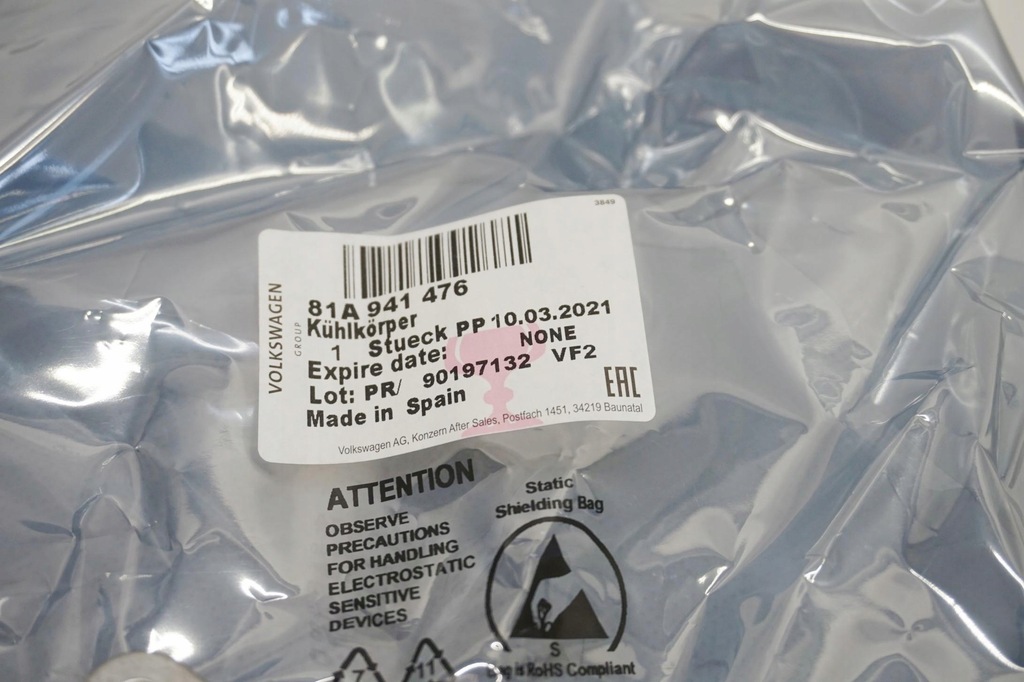 3849
VOLKSWAGEN
GROUP
81A 941 476
Kühlkörper
1 Stueck PP 10.03.2021
Expire date: NONE
Lot: PR/ 90197132 VF2
Made in Spain
EAC
Volkswagen AG, Konzern After Sales, Postfach 1451, 34219 Baunatal
ATTENTION
OBSERVE
PRECAUTIONS
FOR HANDLING
ELECTROSTATIC
SENSITIVE
DEVICES
Static
Shielding Bag
S
is RoHS Compliant
7 11